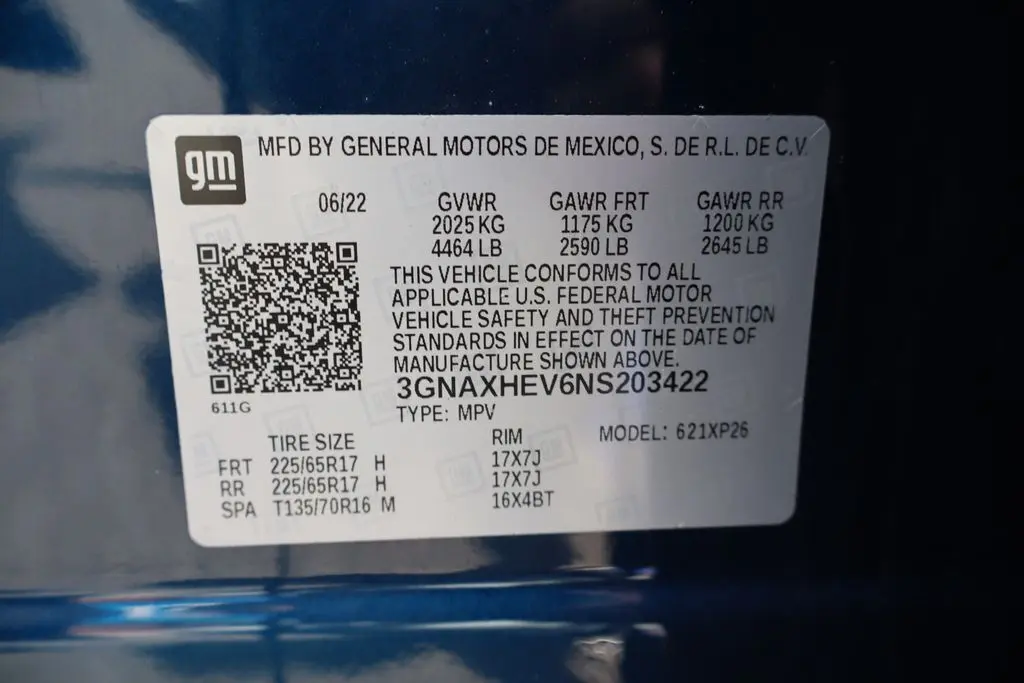 gm MFD BY GENERAL MOTORS DE MEXICO, S. DE R.L. DE C.V.
06/22 GVWR GAWR FRT GAWR RR
2025 KG 1175 KG 1200 KG
4464 LB 2590 LB 2645 LB
THIS VEHICLE CONFORMS TO ALL
APPLICABLE U.S. FEDERAL MOTOR
VEHICLE SAFETY AND THEFT PREVENTION
STANDARDS IN EFFECT ON THE DATE OF
MANUFACTURE SHOWN ABOVE.
3GNAXHEV6NS203422
611G
TYPE: MPV
TIRE SIZE RIM MODEL: 621XP26
FRT 225/65R17 H 17X7J
RR 225/65R17 H 17X7J
SPA T135/70R16 M 16X4BT